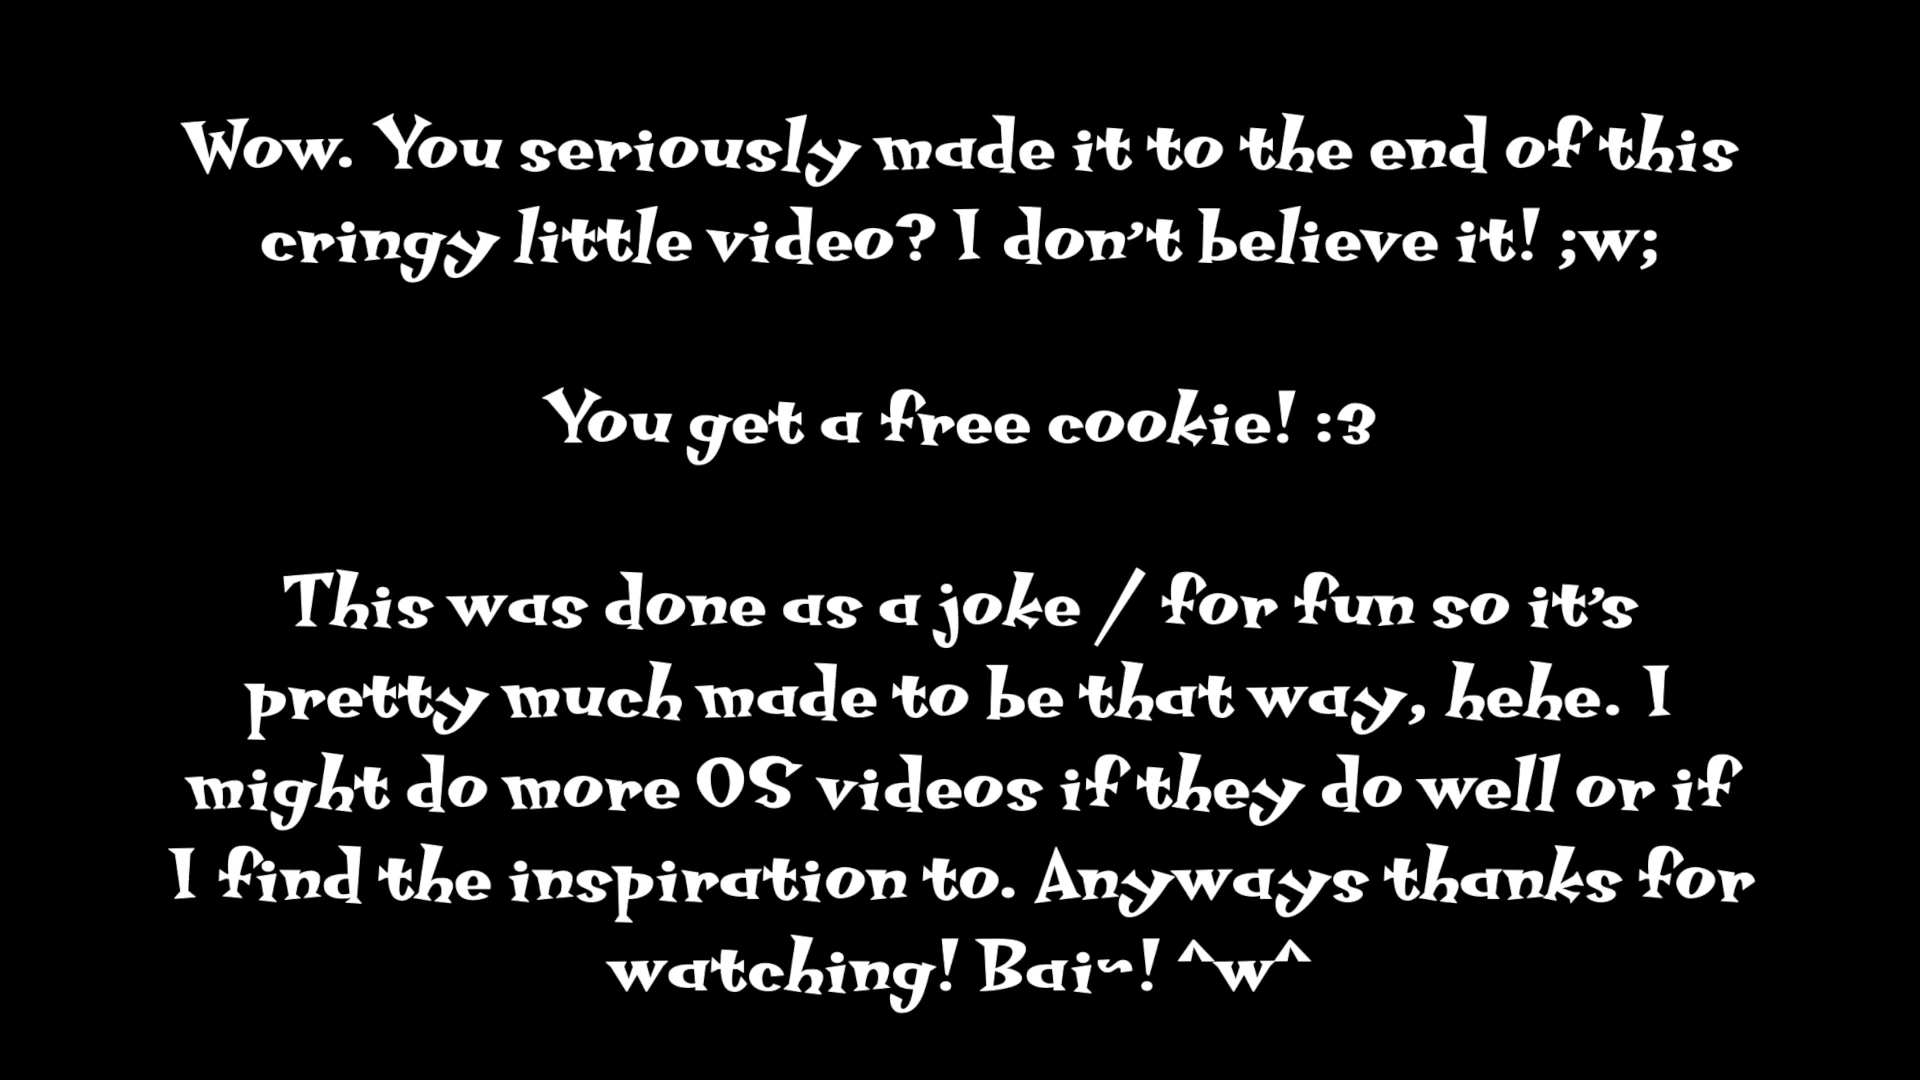 Wow. You seriously made it to the end of this
cringy little video? I don't believe it! ;w;
You get a free cookie! :3
This was done as a joke / for fun so it's
pretty much made to be that way, hehe. I
might do more OS videos if they do well or if
I find the inspiration to. Anyways thanks for
watching! Bai~! ^w^